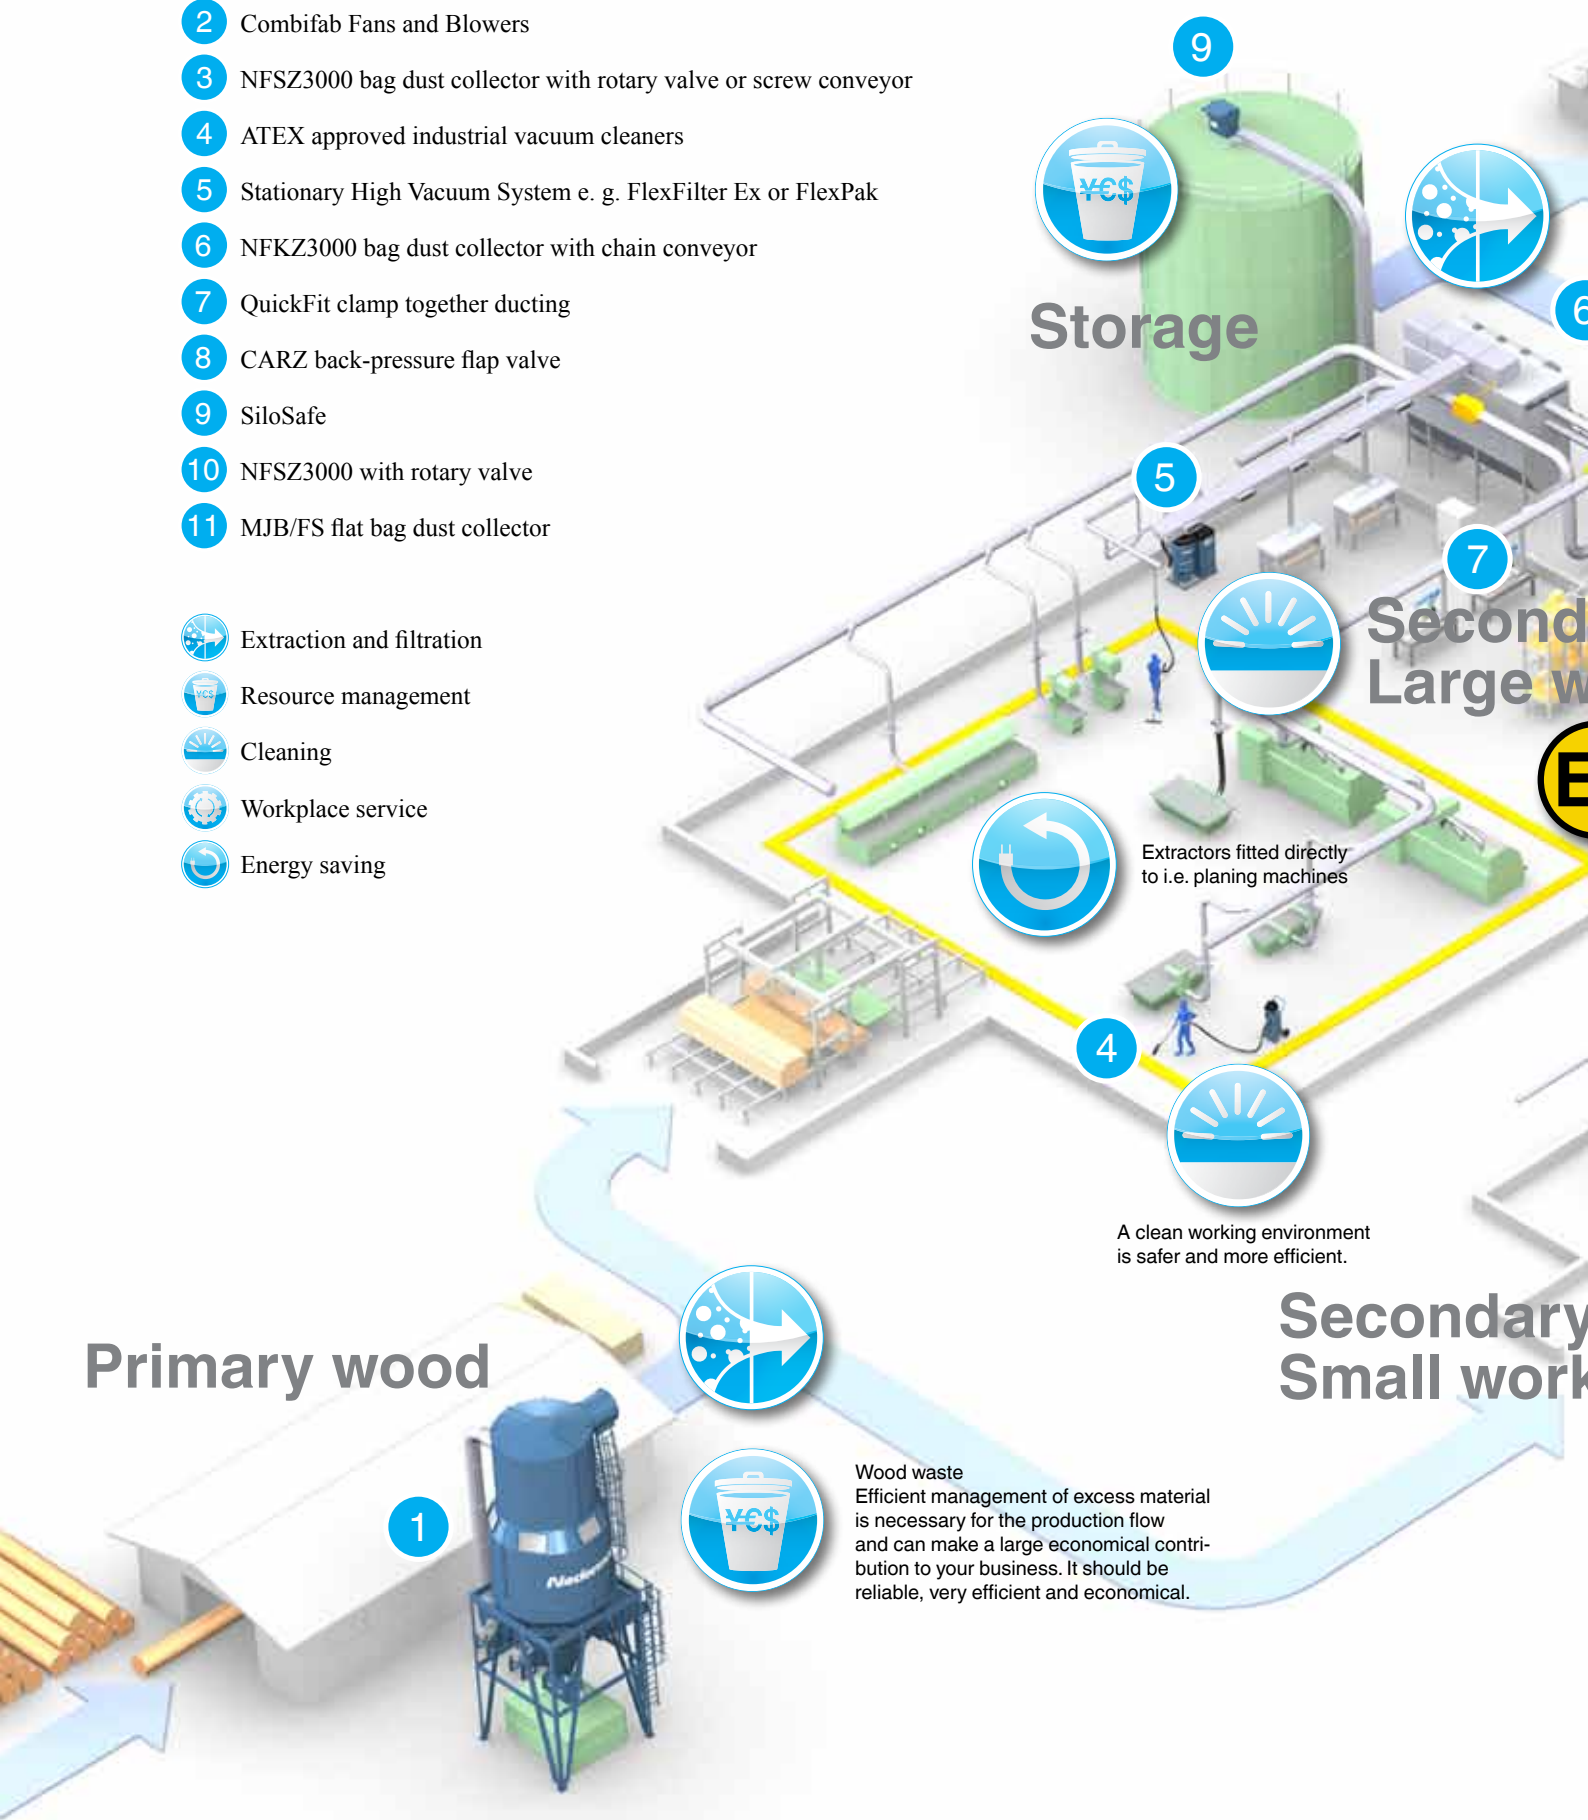 2 Combifab Fans and Blowers
3 NFSZ3000 bag dust collector with rotary valve or screw conveyor
4 ATEX approved industrial vacuum cleaners
5 Stationary High Vacuum System e. g. FlexFilter Ex or FlexPak
6 NFKZ3000 bag dust collector with chain conveyor
7 QuickFit clamp together ducting
8 CARZ back-pressure flap valve
9 SiloSafe
10 NFSZ3000 with rotary valve
11 MJB/FS flat bag dust collector
Extraction and filtration
¥€$
Resource management
Cleaning
Workplace service
Energy saving
9
¥€$
6
Storage
5
7
Second
Large w
E
Extractors fitted directly
to i.e. planing machines
4
A clean working environment
is safer and more efficient.
Secondary
Small work
Primary wood
1
¥€$
Wood waste
Efficient management of excess material
is necessary for the production flow
and can make a large economical contri-
bution to your business. It should be
reliable, very efficient and economical.